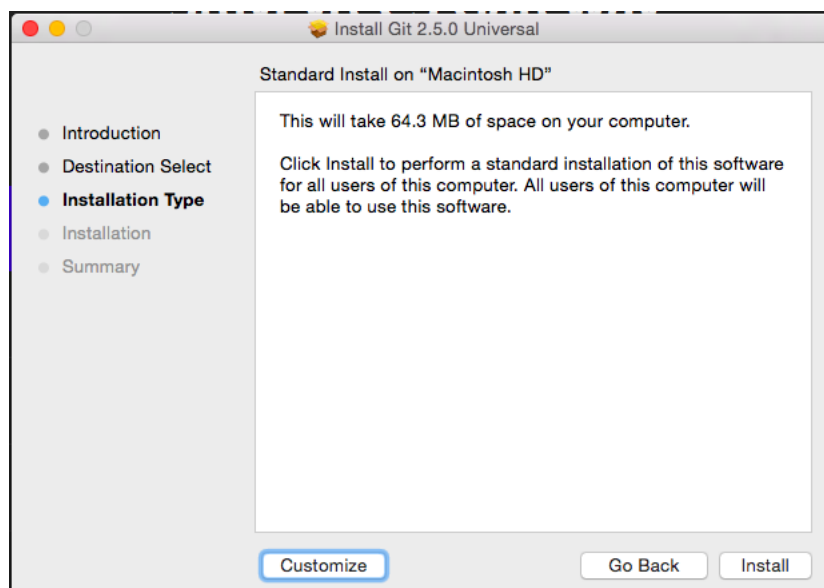 Install Git 2.5.0 Universal
Standard Install on “Macintosh HD”
Introduction
Destination Select
Installation Type
Installation
Summary
This will take 64.3 MB of space on your computer.
Click Install to perform a standard installation of this software
for all users of this computer. All users of this computer will
be able to use this software.
Customize
Go Back
Install